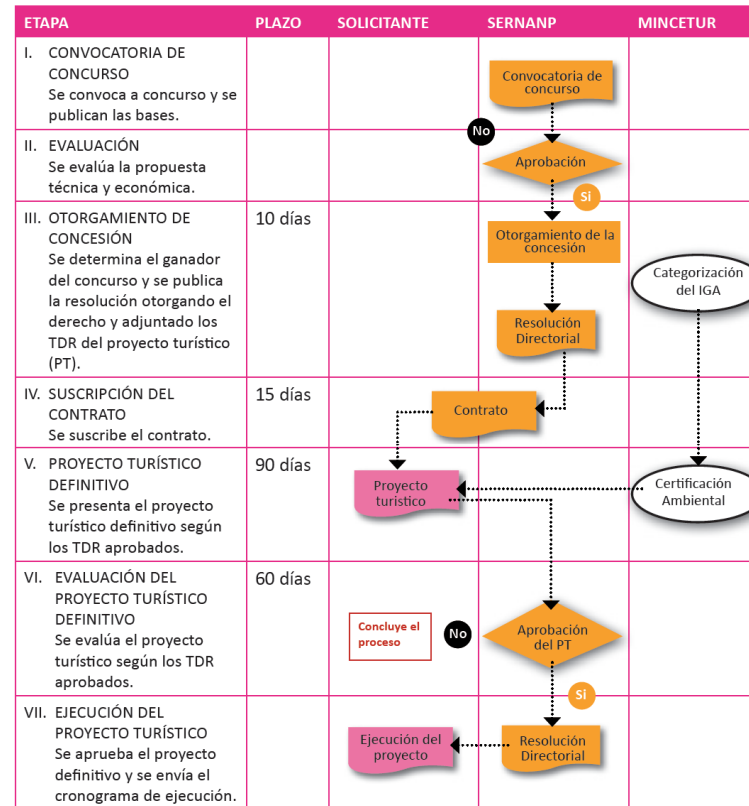 ETAPA PLAZO SOLICITANTE SERNANP MINCETUR
I. CONVOCATORIA DE
CONCURSO
Se convoca a concurso y se
publican las bases.
Convocatoria de
concurso
No
II. EVALUACIÓN
Se evalúa la propuesta
técnica y económica.
Aprobación
Si
III. OTORGAMIENTO DE
CONCESIÓN
Se determina el ganador
del concurso y se publica
la resolución otorgando el
derecho y adjuntado los
TDR del proyecto turístico
(PT).
10 días
Otorgamiento de la
concesión
Resolución
Directorial
Categorización
del IGA
IV. SUSCRIPCIÓN DEL
CONTRATO
Se suscribe el contrato.
15 días
Contrato
V. PROYECTO TURÍSTICO
DEFINITIVO
Se presenta el proyecto
turístico definitivo según
los TDR aprobados.
90 días
Proyecto
turistico
Certificación
Ambiental
VI. EVALUACIÓN DEL
PROYECTO TURÍSTICO
DEFINITIVO
Se evalúa el proyecto
turístico según los TDR
aprobados.
60 días
Concluye el
proceso
No
Aprobación
del PT
Si
VII. EJECUCIÓN DEL
PROYECTO TURÍSTICO
Se aprueba el proyecto
definitivo y se envía el
cronograma de ejecución.
Ejecución del
proyecto
Resolución
Directorial